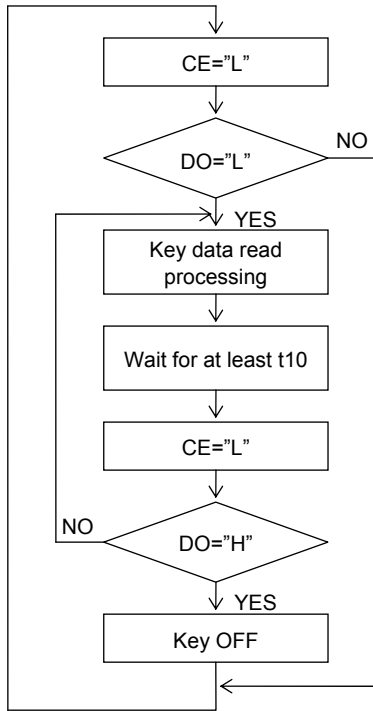 CE=”L”
NO
DO=”L”
YES
Key data read
processing
Wait for at least t10
CE=”L”
NO
DO=”H”
YES
Key OFF